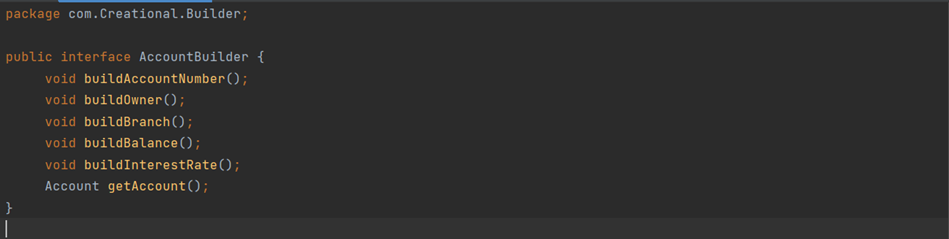 package com.Creational.Builder;
public interface AccountBuilder {
void buildAccountNumber();
void buildOwner();
void buildBranch();
void buildBalance();
void buildInterestRate();
Account getAccount();
}